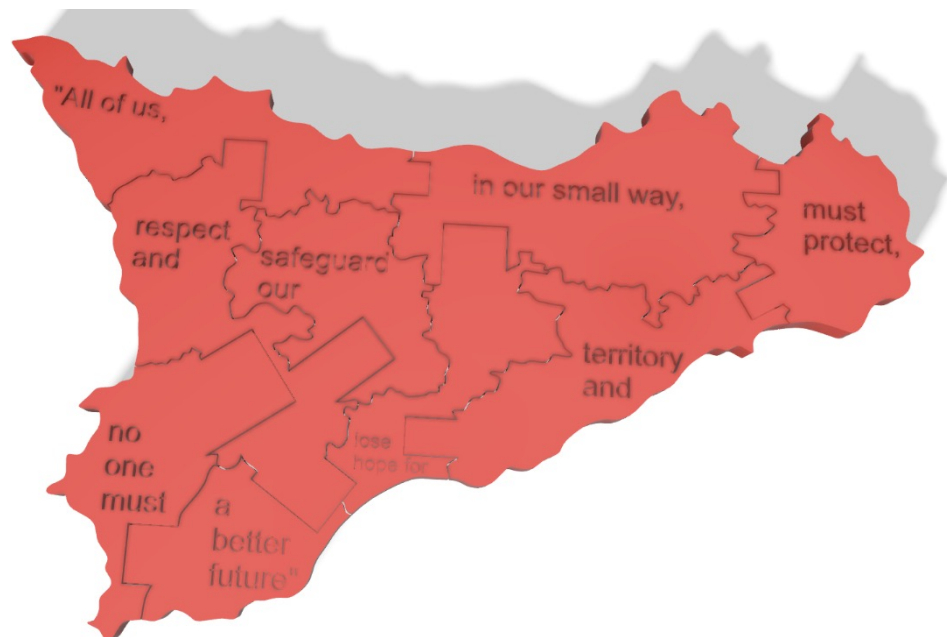 "All of us,
in our small way,
must
protect,
respect
and
safeguard
our
territory
and
no
one
must
lose
hope for
a
better
future"